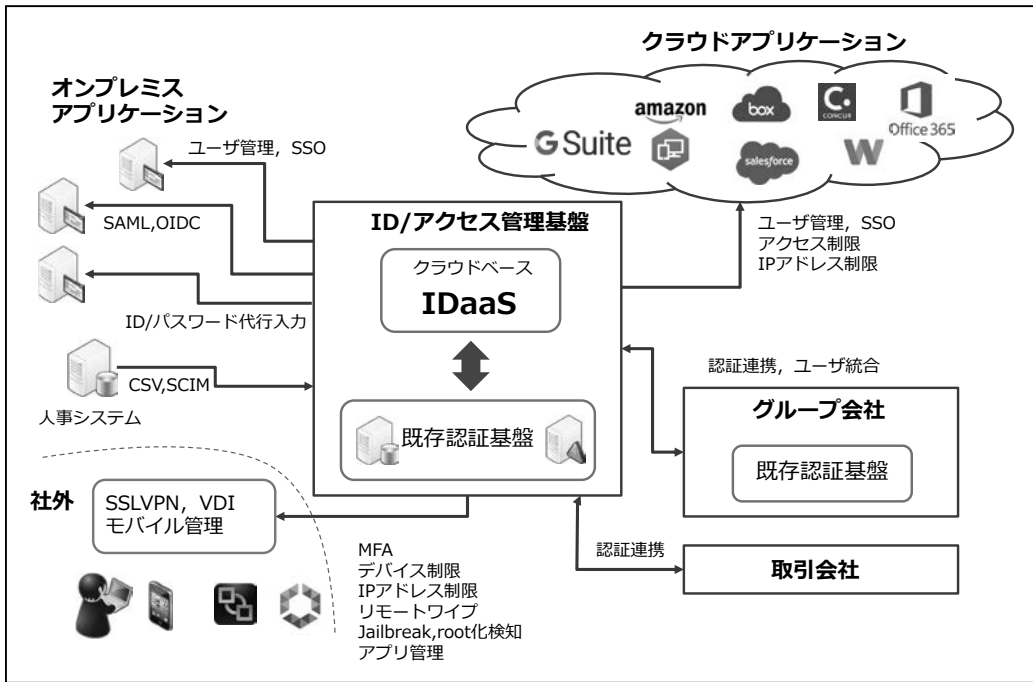 クラウドアプリケーション
オンプレミス
アプリケーション
amazon
box
C.
CONCUR
Office 365
G Suite
salesforce
W
ユーザ管理，SSO
SAML,OIDC
ID/パスワード代行入力
CSV,SCIM
人事システム
ID/アクセス管理基盤
クラウドベース
IDaaS
既存認証基盤
ユーザ管理，SSO
アクセス制限
IPアドレス制限
認証連携，ユーザ統合
グループ会社
既存認証基盤
認証連携
取引会社
社外
SSLVPN，VDI
モバイル管理
MFA
デバイス制限
IPアドレス制限
リモートワイプ
Jailbreak,root化検知
アプリ管理